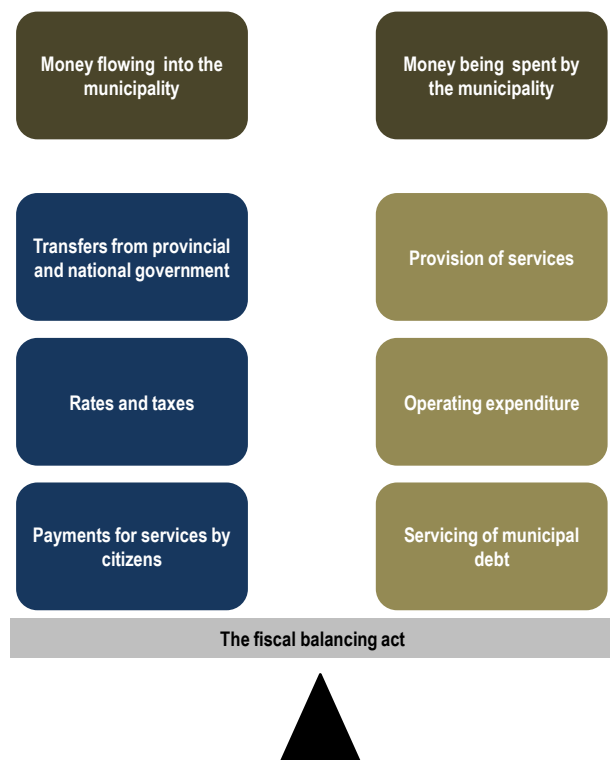 Money flowing into the
municipality
Money being spent by
the municipality
Transfers from provincial
and national government
Provision of services
Rates and taxes
Operating expenditure
Payments for services by
citizens
Servicing of municipal
debt
The fiscal balancing act